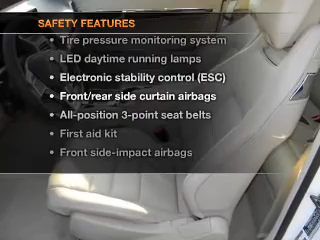 SAFETY FEATURES
• Tire pressure monitoring system
• LED daytime running lamps
• Electronic stability control (ESC)
• Front/rear side curtain airbags
• All-position 3-point seat belts
• First aid kit
• Front side-impact airbags